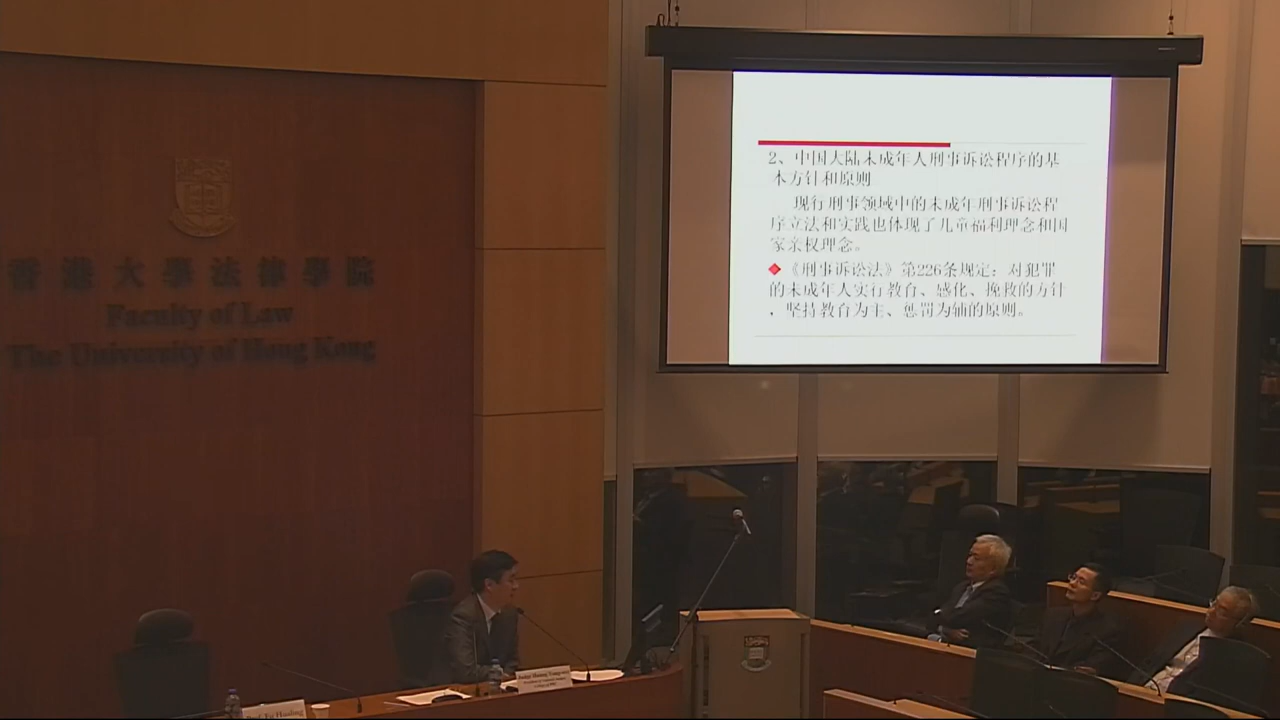 香港大學法律學院
Faculty of Law
The University of Hong Kong
2、中国大陆未成年人刑事诉讼程序的基
本方针和原则
现行刑事领域中的未成年刑事诉讼程
序立法和实践也体现了儿童福利理念和国
家亲权理念。
《刑事诉讼法》第226条规定：对犯罪
的未成年人实行教育、感化、挽救的方针
，坚持教育为主、惩罚为辅的原则。
Judge Huang